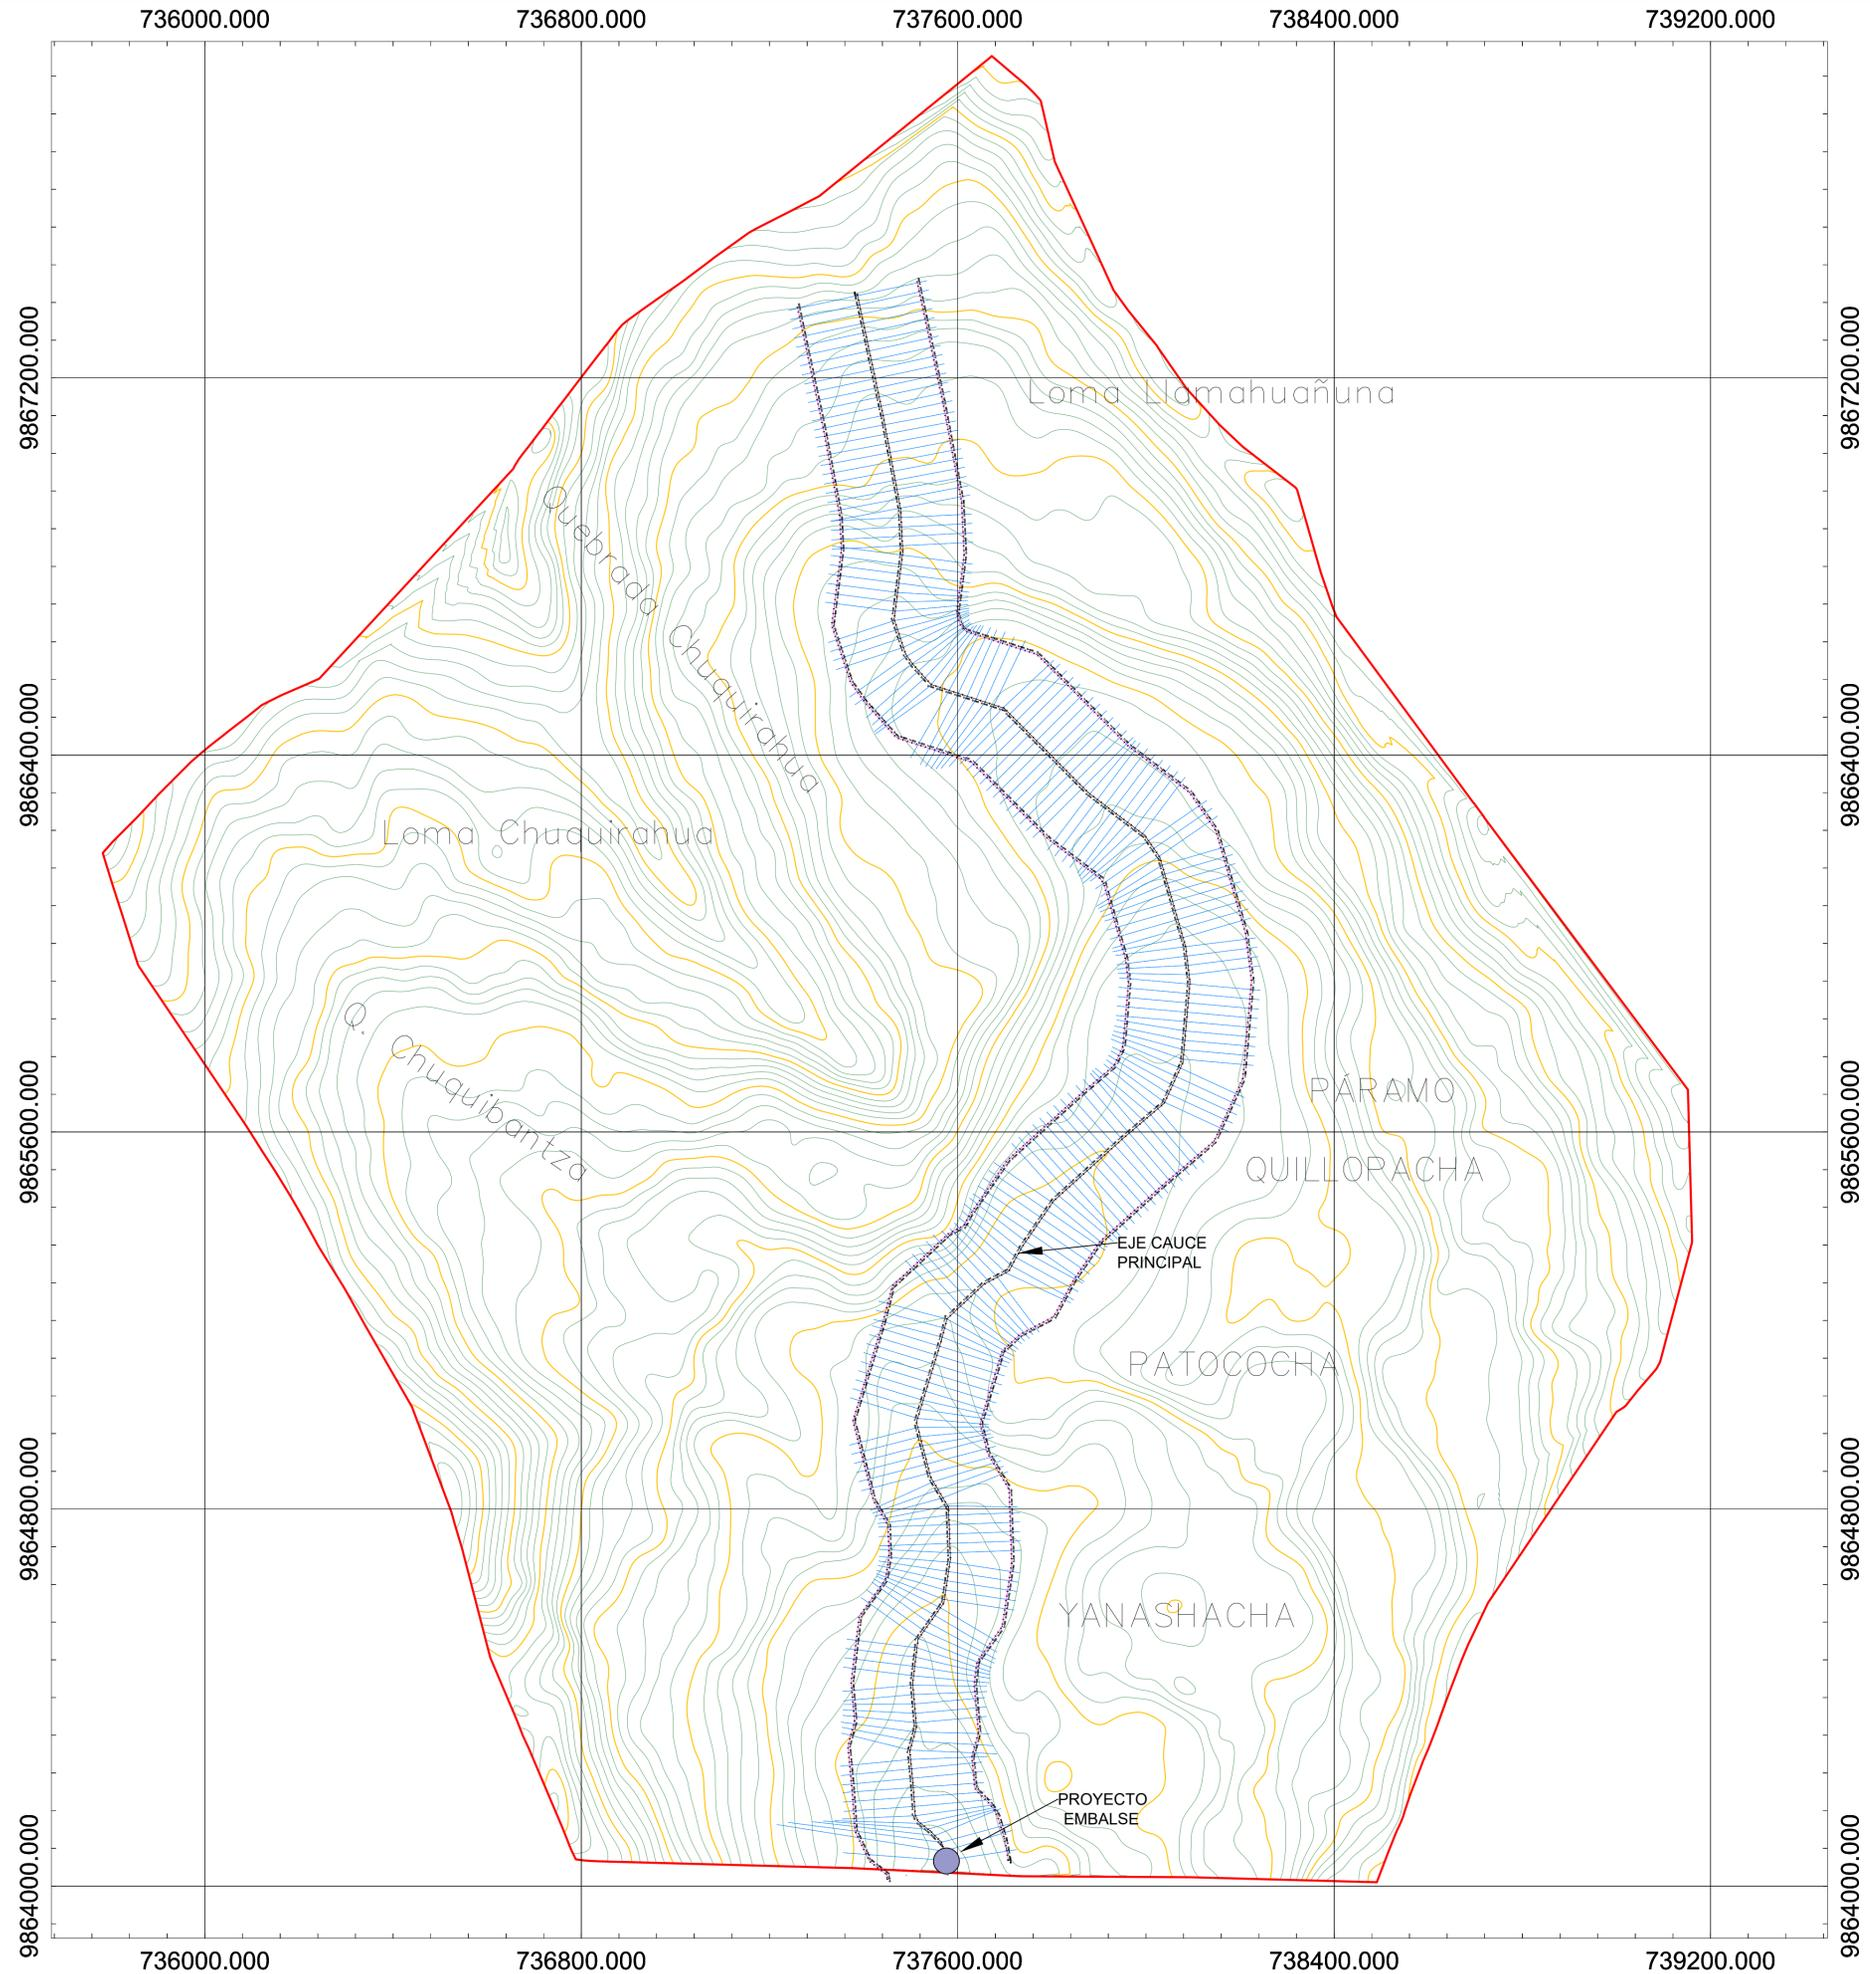 736000.000 736800.000 737600.000 738400.000 739200.000
9867200.000 9867200.000
Loma Llamahuañuna
Quebrada Chuquirahua
9866400.000 9866400.000
Loma Chuquirahua
Q. Chuquibantza
9865600.000 9865600.000
PÁRAMO
QUILLOPACHA
EJE CAUCE
PRINCIPAL
PATOCOCHA
9864800.000 9864800.000
YANASHACHA
PROYECTO
EMBALSE
9864000.000 9864000.000
736000.000 736800.000 737600.000 738400.000 739200.000